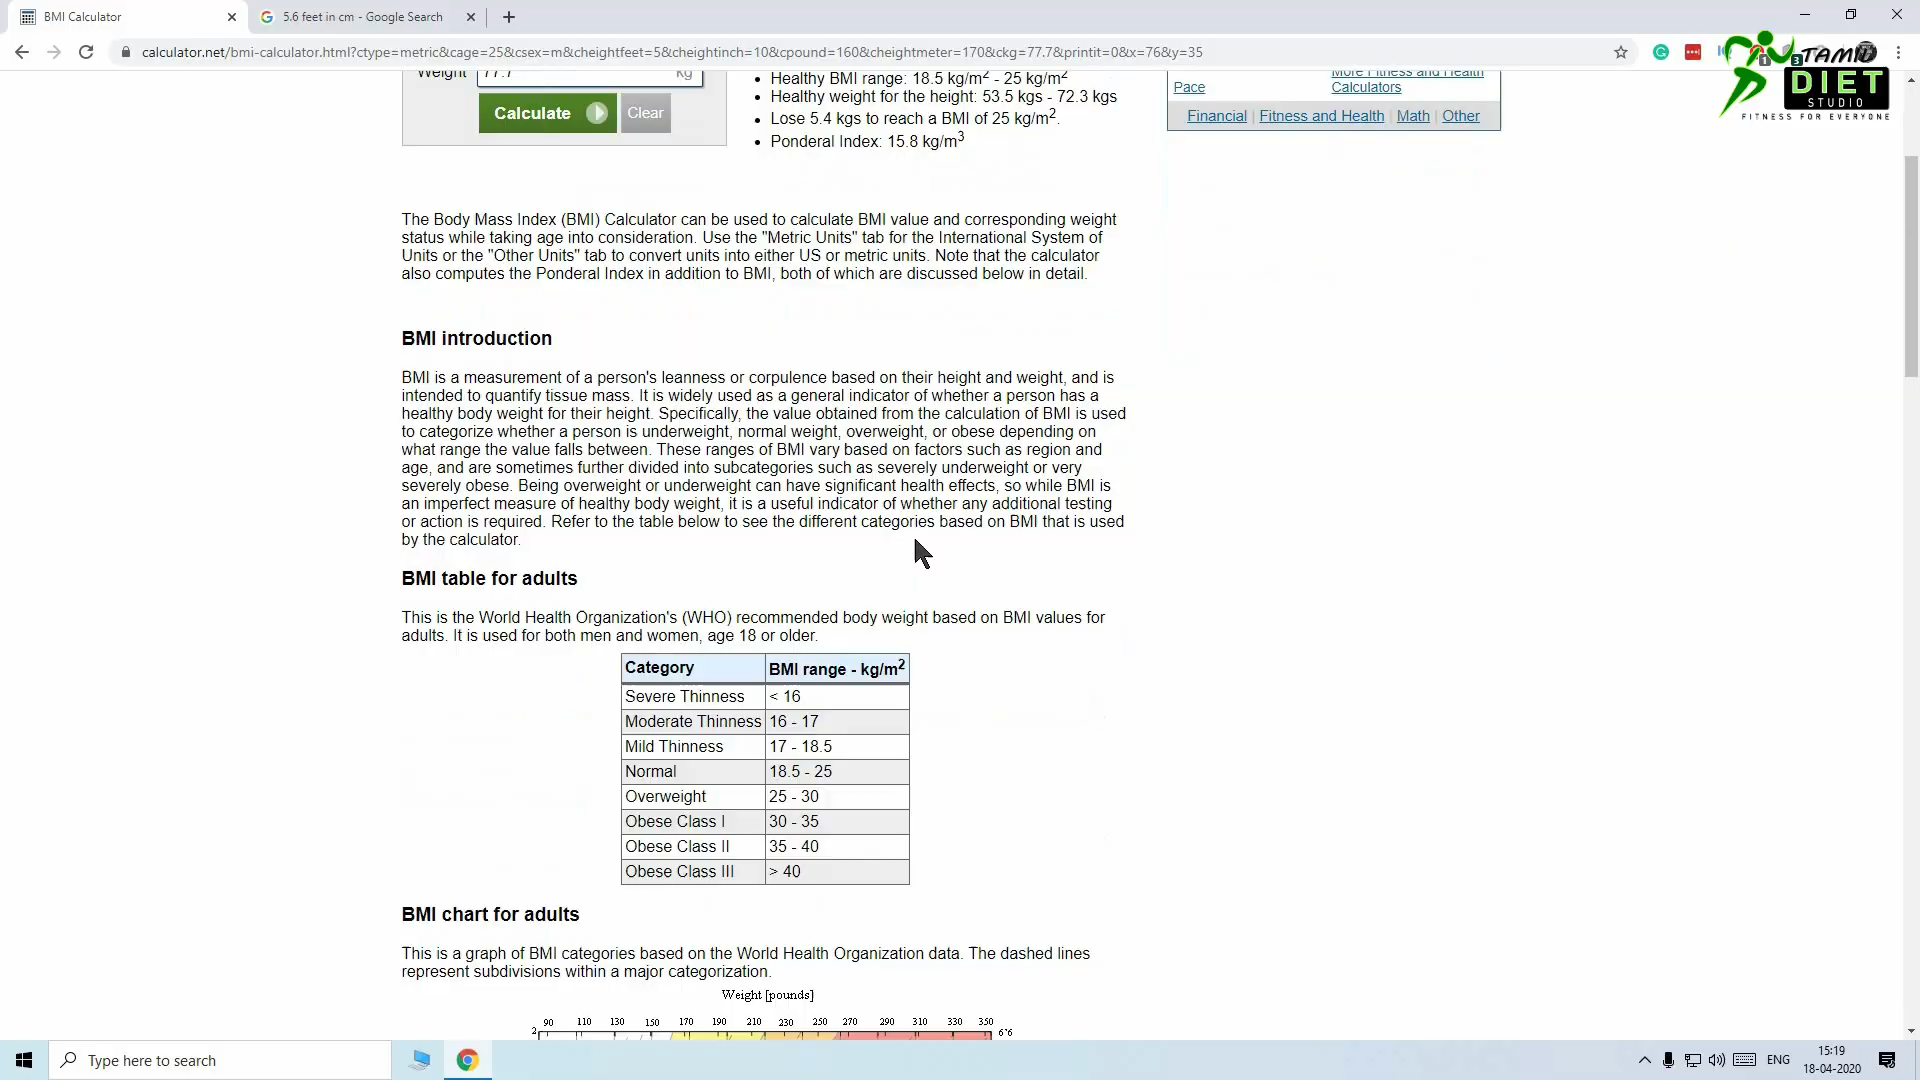 BMI Calculator
5.6 feet in cm - Google Search
calculator.net/bmi-calculator.html?ctype=metric&cage=25&csex=m&cheightfeet=5&cheightinch=10&cpound=160&cheightmeter=170&ckg=77.7&printit=0&x=76&y=35
TAMIL
DIET
STUDIO
FITNESS FOR EVERYONE
Weight 77.7 kg
Calculate
Clear
• Healthy BMI range: 18.5 kg/m2 - 25 kg/m2
• Healthy weight for the height: 53.5 kgs - 72.3 kgs
• Lose 5.4 kgs to reach a BMI of 25 kg/m2.
• Ponderal Index: 15.8 kg/m3
Pace
More Fitness and Health
Calculators
Financial | Fitness and Health | Math | Other
The Body Mass Index (BMI) Calculator can be used to calculate BMI value and corresponding weight
status while taking age into consideration. Use the "Metric Units" tab for the International System of
Units or the "Other Units" tab to convert units into either US or metric units. Note that the calculator
also computes the Ponderal Index in addition to BMI, both of which are discussed below in detail.
BMI introduction
BMI is a measurement of a person's leanness or corpulence based on their height and weight, and is
intended to quantify tissue mass. It is widely used as a general indicator of whether a person has a
healthy body weight for their height. Specifically, the value obtained from the calculation of BMI is used
to categorize whether a person is underweight, normal weight, overweight, or obese depending on
what range the value falls between. These ranges of BMI vary based on factors such as region and
age, and are sometimes further divided into subcategories such as severely underweight or very
severely obese. Being overweight or underweight can have significant health effects, so while BMI is
an imperfect measure of healthy body weight, it is a useful indicator of whether any additional testing
or action is required. Refer to the table below to see the different categories based on BMI that is used
by the calculator.
BMI table for adults
This is the World Health Organization's (WHO) recommended body weight based on BMI values for
adults. It is used for both men and women, age 18 or older.
Category BMI range - kg/m2
Severe Thinness < 16
Moderate Thinness 16 - 17
Mild Thinness 17 - 18.5
Normal 18.5 - 25
Overweight 25 - 30
Obese Class I 30 - 35
Obese Class II 35 - 40
Obese Class III > 40
BMI chart for adults
This is a graph of BMI categories based on the World Health Organization data. The dashed lines
represent subdivisions within a major categorization.
Weight [pounds]
90 110 130 150 170 190 210 230 250 270 290 310 330 350
2 6'6
Type here to search
ENG
15:19
18-04-2020